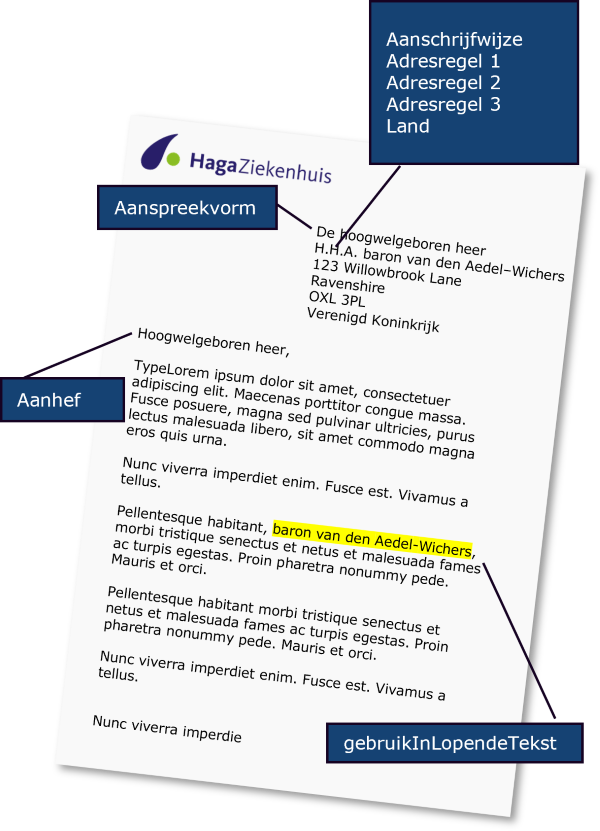 Aanschrijfwijze
Adresregel 1
Adresregel 2
Adresregel 3
Land
HagaZiekenhuis
Aanspreekvorm
De hoogwelgeboren heer
H.H.A. baron van den Aedel–Wichers
123 Willowbrook Lane
Ravenshire
OXL 3PL
Verenigd Koninkrijk
Hoogwelgeboren heer,
Aanhef
TypeLorem ipsum dolor sit amet, consectetuer
adipiscing elit. Maecenas porttitor congue massa.
Fusce posuere, magna sed pulvinar ultricies, purus
lectus malesuada libero, sit amet commodo magna
eros quis urna.
Nunc viverra imperdiet enim. Fusce est. Vivamus a
tellus.
Pellentesque habitant, baron van den Aedel-Wichers,
morbi tristique senectus et netus et malesuada fames
ac turpis egestas. Proin pharetra nonummy pede.
Mauris et orci.
Pellentesque habitant morbi tristique senectus et
netus et malesuada fames ac turpis egestas. Proin
pharetra nonummy pede. Mauris et orci.
Nunc viverra imperdiet enim. Fusce est. Vivamus a
tellus.
Nunc viverra imperdie
gebruikInLopendeTekst